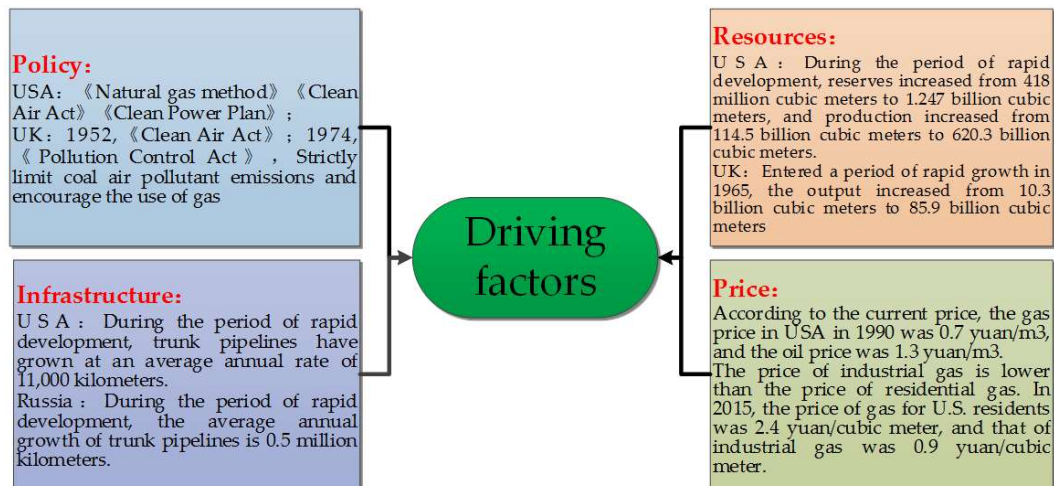 Policy：
USA：《Natural gas method》《Clean
Air Act》《Clean Power Plan》；
UK：1952,《Clean Air Act》；1974,
《Pollution Control Act》, Strictly
limit coal air pollutant emissions and
encourage the use of gas
Infrastructure：
USA：During the period of rapid
development, trunk pipelines have
grown at an average annual rate of
11,000 kilometers.
Russia：During the period of rapid
development, the average annual
growth of trunk pipelines is 0.5 million
kilometers.
Driving
factors
Resources：
USA：During the period of rapid
development, reserves increased from 418
million cubic meters to 1.247 billion cubic
meters, and production increased from
114.5 billion cubic meters to 620.3 billion
cubic meters.
UK：Entered a period of rapid growth in
1965, the output increased from 10.3
billion cubic meters to 85.9 billion cubic
meters
Price：
According to the current price, the gas
price in USA in 1990 was 0.7 yuan/m3,
and the oil price was 1.3 yuan/m3.
The price of industrial gas is lower
than the price of residential gas. In
2015, the price of gas for U.S. residents
was 2.4 yuan/cubic meter, and that of
industrial gas was 0.9 yuan/cubic
meter.